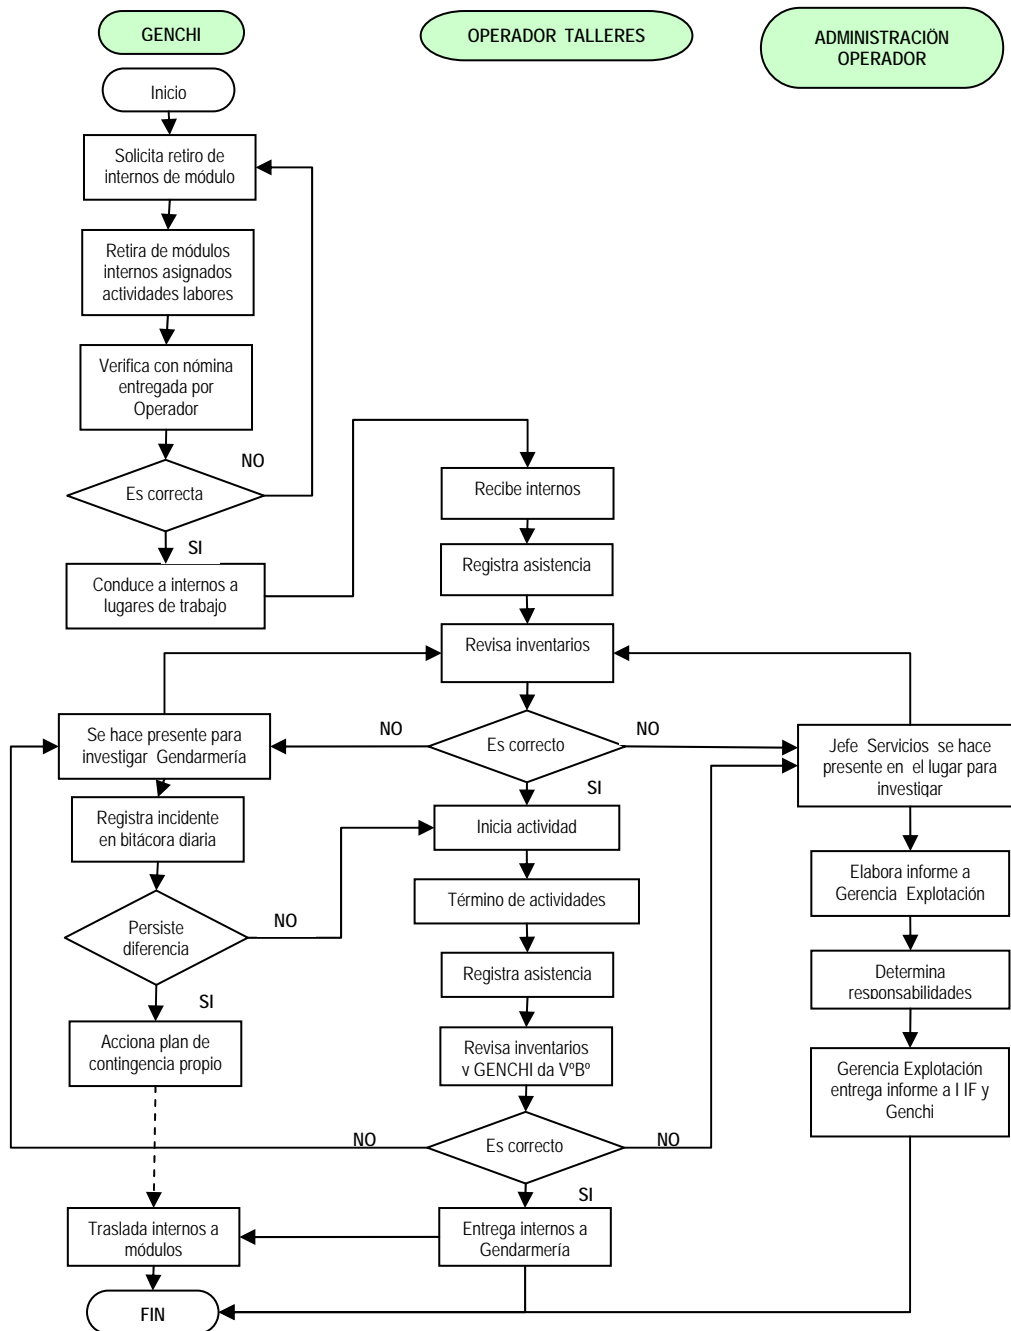 GENCHI
OPERADOR TALLERES
ADMINISTRACIÖN
OPERADOR
Inicio
Solicita retiro de
internos de módulo
Retira de módulos
internos asignados
actividades labores
Verifica con nómina
entregada por
Operador
NO
Es correcta
SI
Conduce a internos a
lugares de trabajo
Recibe internos
Registra asistencia
Revisa inventarios
NO
Es correcto
NO
SI
Se hace presente para
investigar Gendarmería
Jefe Servicios se hace
presente en el lugar para
investigar
Registra incidente
en bitácora diaria
Inicia actividad
Persiste
diferencia
NO
SI
Término de actividades
Elabora informe a
Gerencia Explotación
Registra asistencia
Determina
responsabilidades
Acciona plan de
contingencia propio
Revisa inventarios
v GENCHI da VºBº
Gerencia Explotación
entrega informe a I IF y
Genchi
NO
Es correcto
NO
SI
Traslada internos a
módulos
Entrega internos a
Gendarmería
FIN